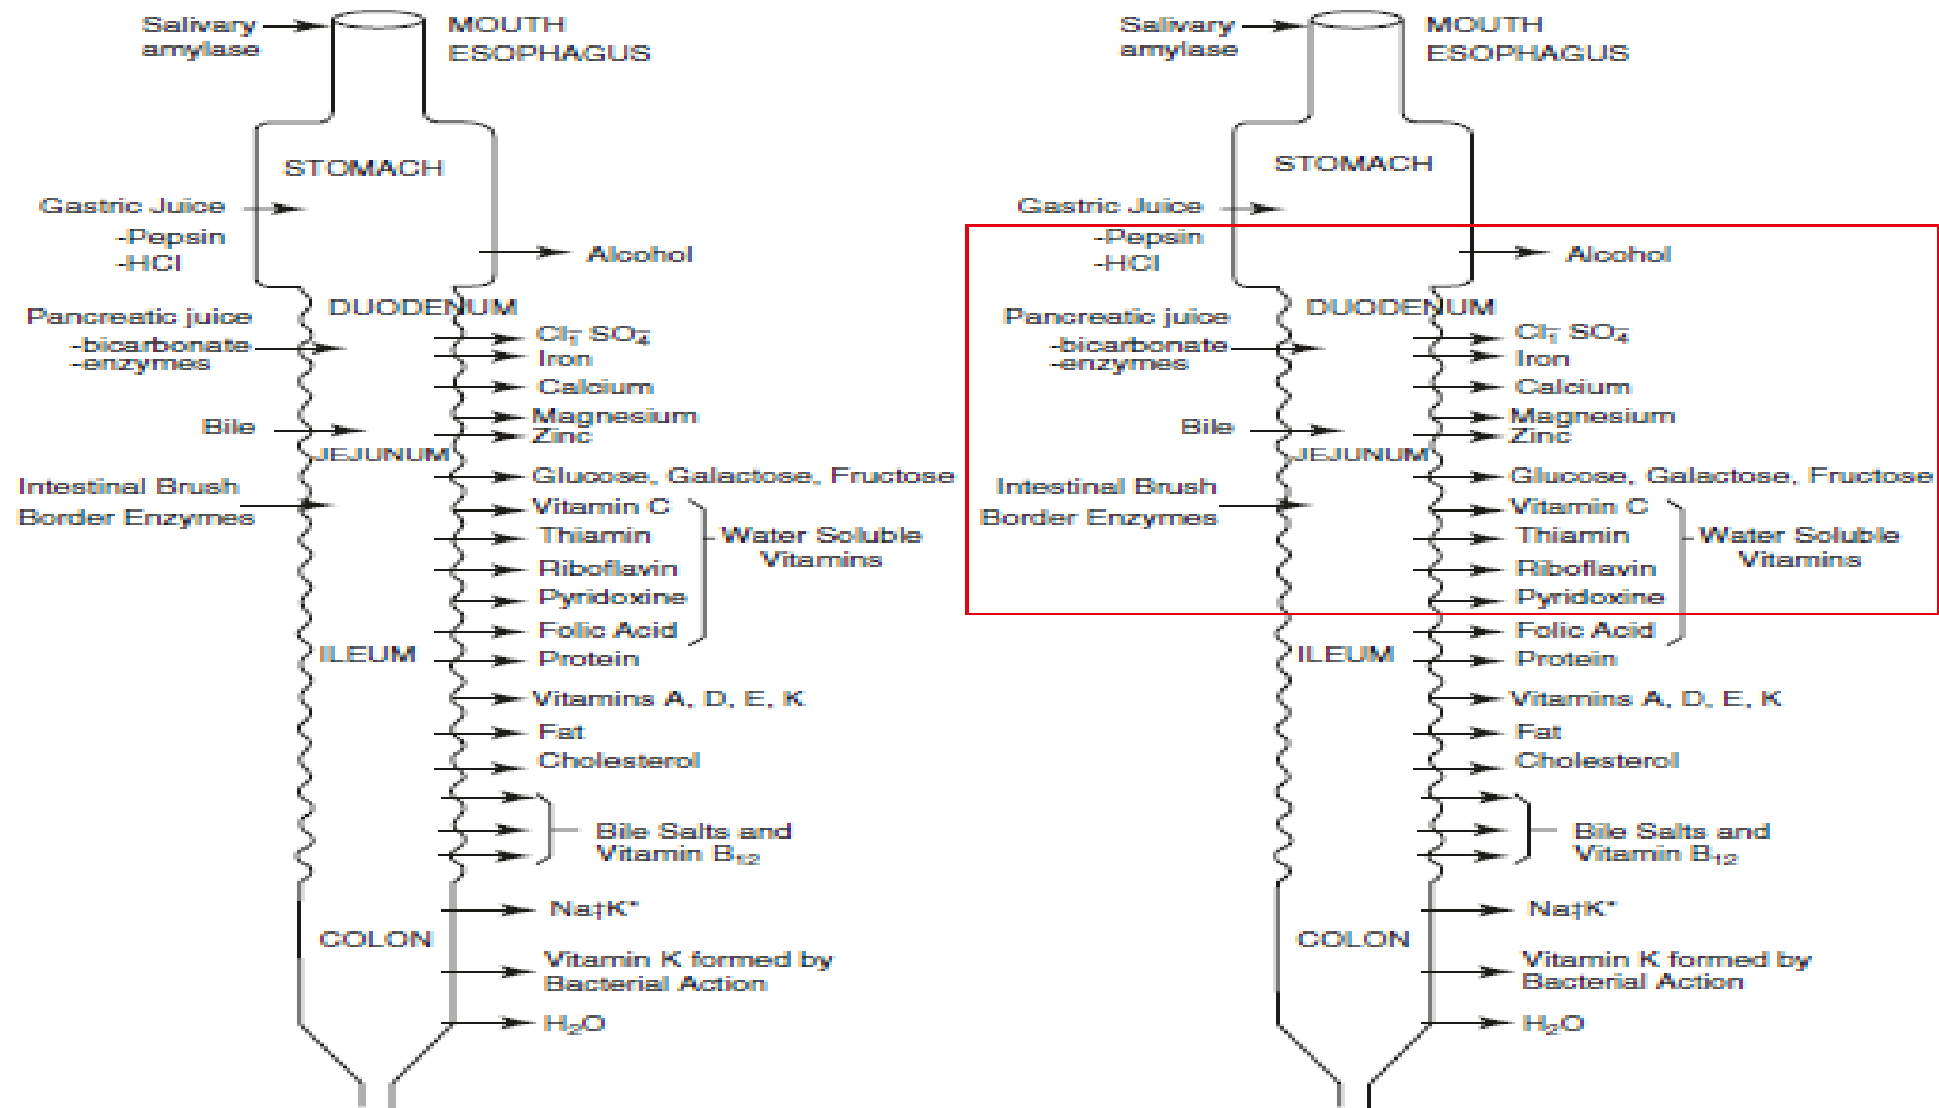 Salivary
amylase
MOUTH
ESOPHAGUS
STOMACH
Gastric Juice
-Pepsin
-HCl
Alcohol
DUODENUM
Pancreatic juice
-bicarbonate
-enzymes
Cl⁻, SO₄⁻
Iron
Calcium
Magnesium
Zinc
Bile
JEJUNUM
Glucose, Galactose, Fructose
Intestinal Brush
Border Enzymes
Vitamin C
Thiamin
Riboflavin
Pyridoxine
Folic Acid
Water Soluble
Vitamins
ILEUM
Protein
Vitamins A, D, E, K
Fat
Cholesterol
Bile Salts and
Vitamin B₁₂
Na‡K*
COLON
Vitamin K formed by
Bacterial Action
H₂O
Salivary
amylase
MOUTH
ESOPHAGUS
STOMACH
Gastric Juice
-Pepsin
-HCl
Alcohol
DUODENUM
Pancreatic juice
-bicarbonate
-enzymes
Cl⁻, SO₄⁻
Iron
Calcium
Magnesium
Zinc
Bile
JEJUNUM
Glucose, Galactose, Fructose
Intestinal Brush
Border Enzymes
Vitamin C
Thiamin
Riboflavin
Pyridoxine
Folic Acid
Water Soluble
Vitamins
ILEUM
Protein
Vitamins A, D, E, K
Fat
Cholesterol
Bile Salts and
Vitamin B₁₂
Na‡K*
COLON
Vitamin K formed by
Bacterial Action
H₂O